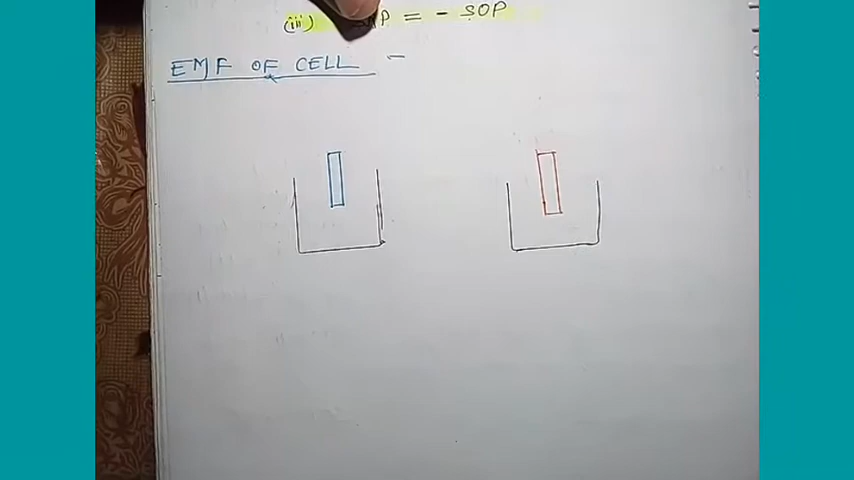 (iii) = - SOP
EMF OF CELL -